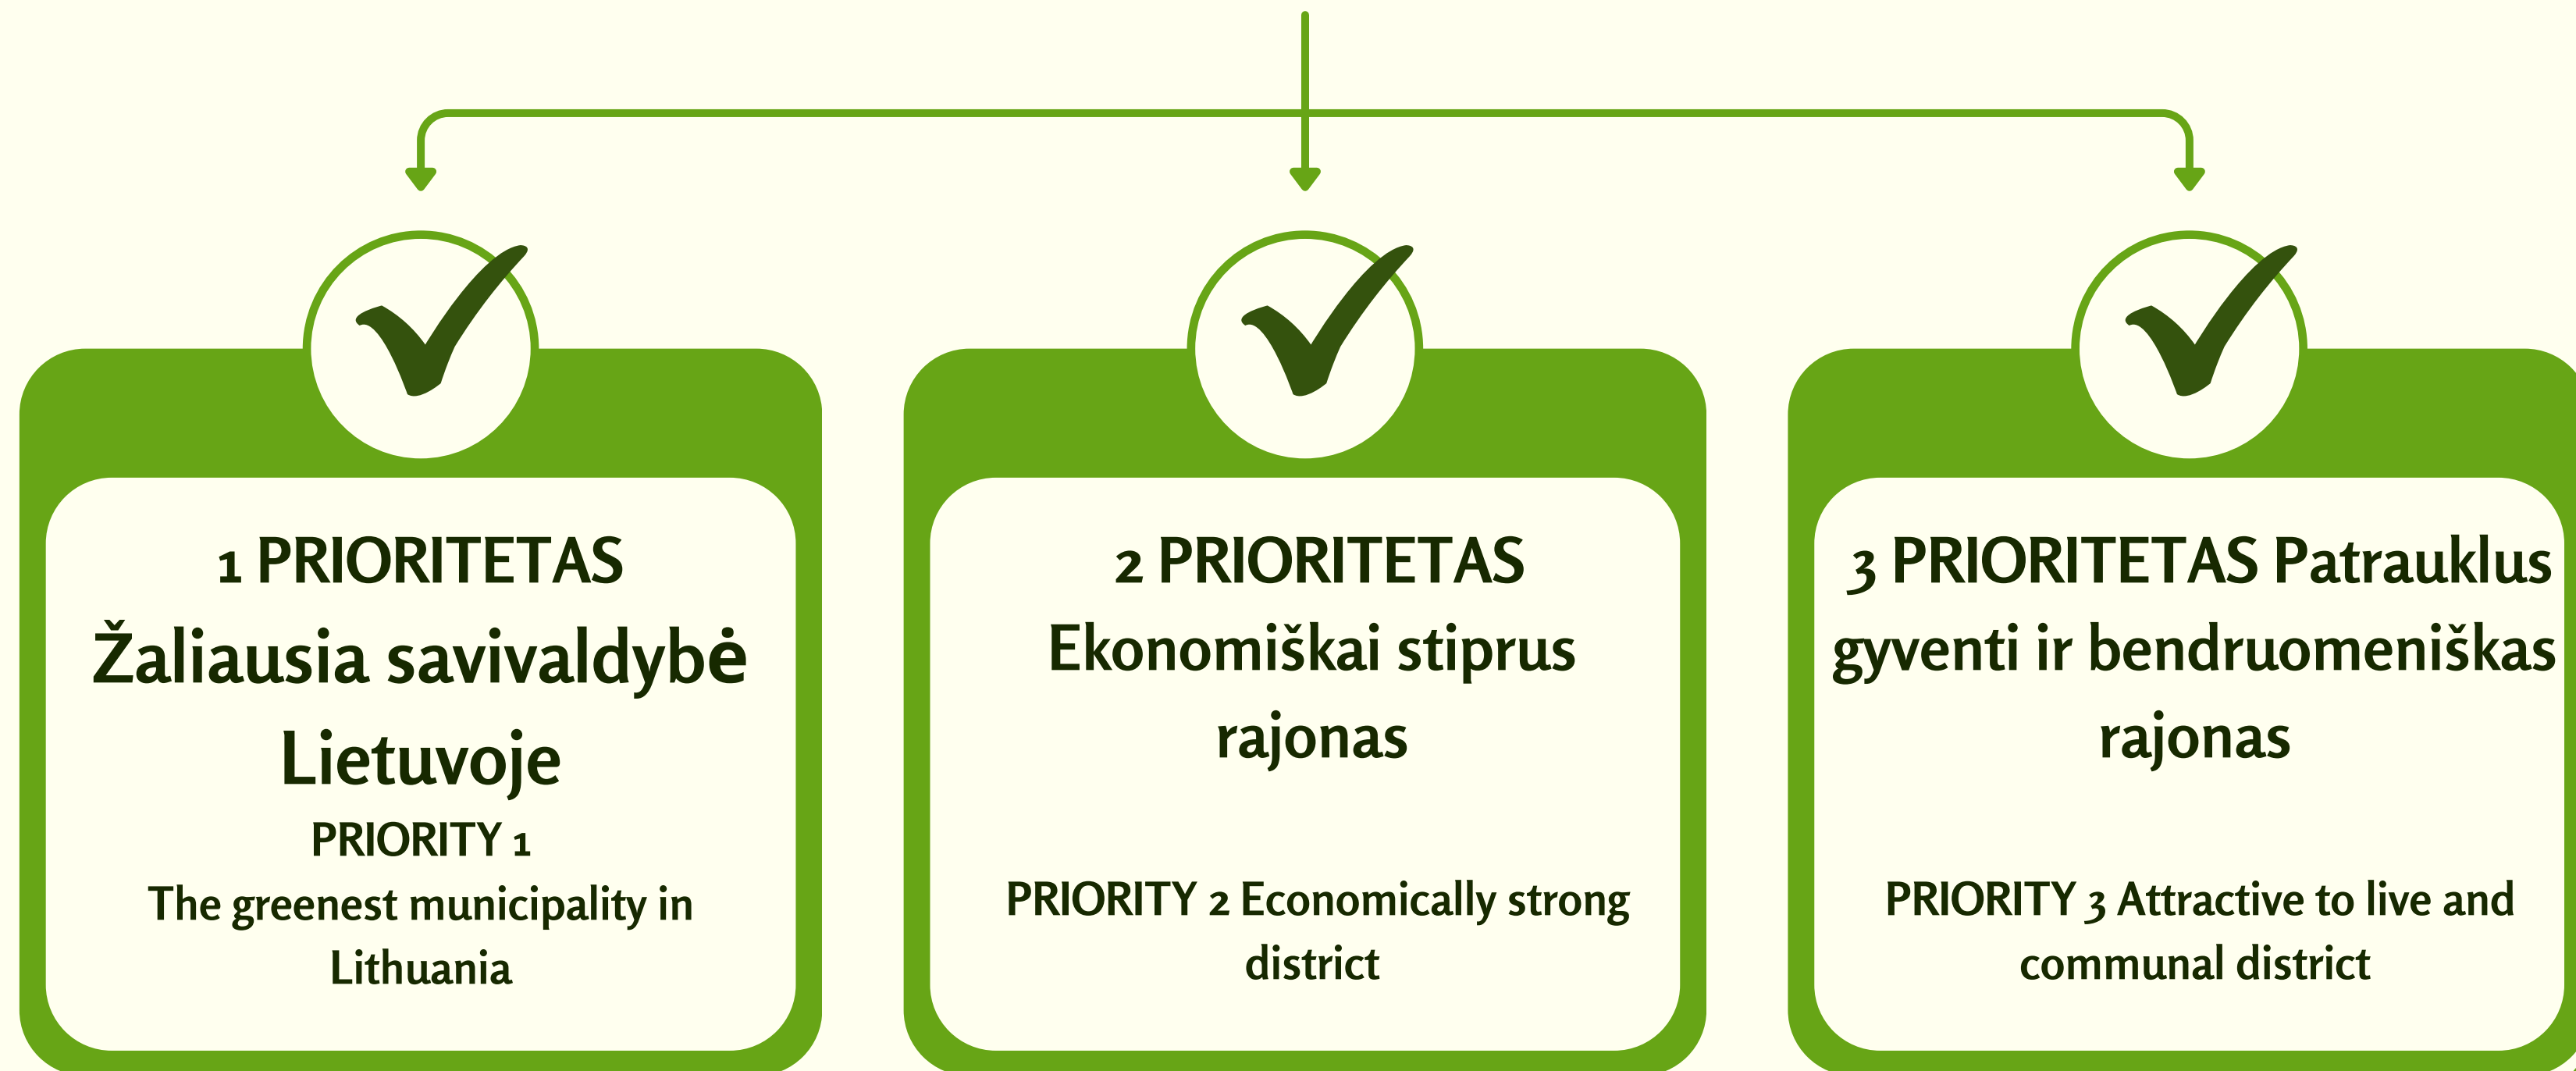 1 PRIORITETAS
Žaliausia savivaldybė
Lietuvoje
PRIORITY 1
The greenest municipality in
Lithuania
2 PRIORITETAS
Ekonomiškai stiprus
rajonas
PRIORITY 2 Economically strong
district
3 PRIORITETAS Patrauklus
gyventi ir bendruomeniškas
rajonas
PRIORITY 3 Attractive to live and
communal district